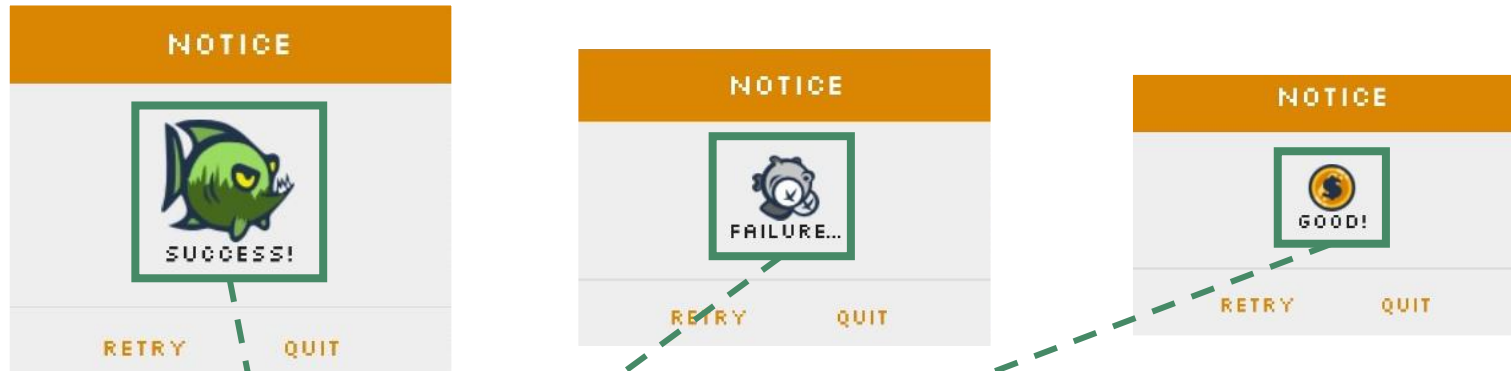 NOTICE
SUCCESS!
RETRY QUIT
NOTICE
FAILURE...
RETRY QUIT
NOTICE
GOOD!
RETRY QUIT